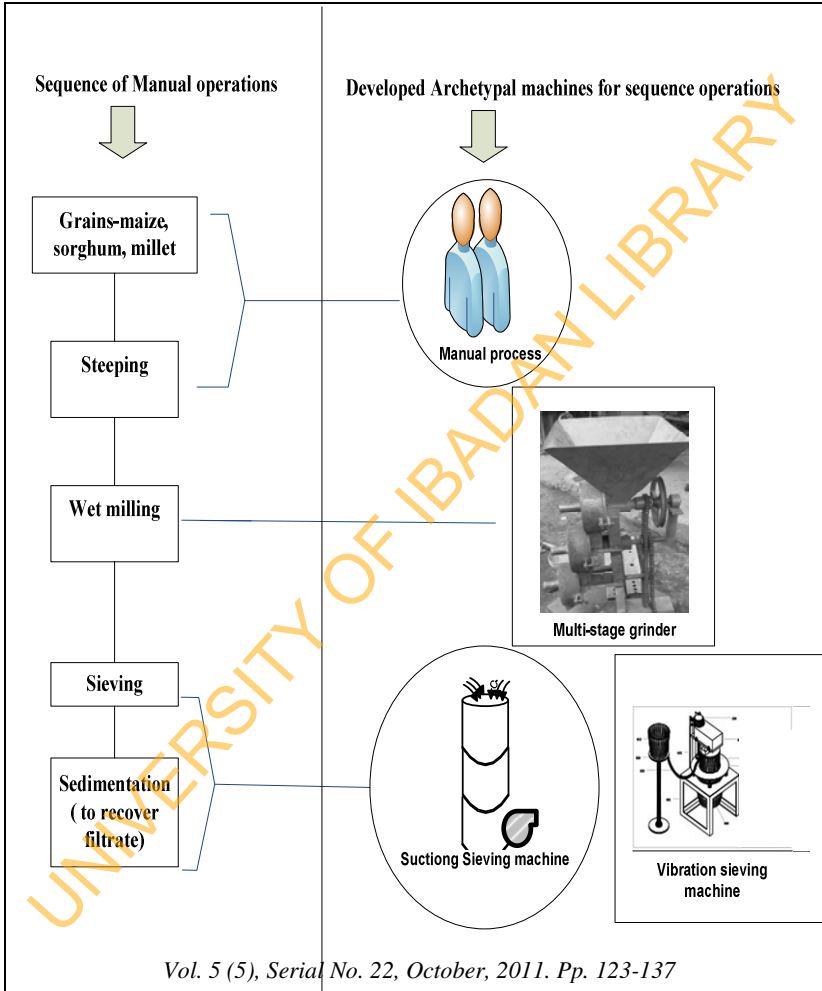 Sequence of Manual operations
Developed Archetypal machines for sequence operations
Grains-maize,
sorghum, millet
Manual process
Steeping
Wet milling
Multi-stage grinder
Sieving
Sedimentation
( to recover
filtrate)
Suctiong Sieving machine
Vibration sieving
machine
UNIVERSITY OF IBADAN LIBRARY
Vol. 5 (5), Serial No. 22, October, 2011. Pp. 123-137